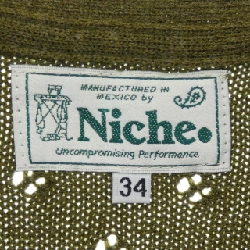 MANUFACTURED IN
MEXICO by
Niche.
Uncompromising Performance
34